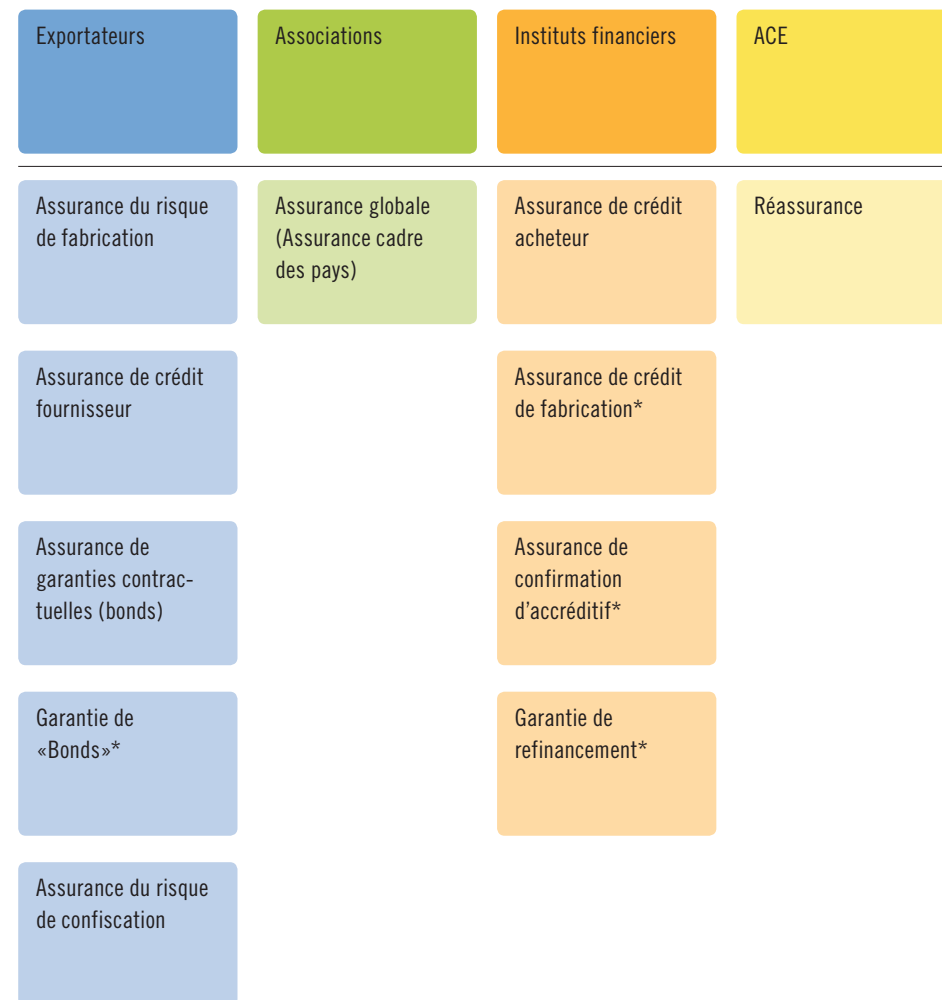 Exportateurs
Associations
Instituts financiers
ACE
Assurance du risque
de fabrication
Assurance globale
(Assurance cadre
des pays)
Assurance de crédit
acheteur
Réassurance
Assurance de crédit
fournisseur
Assurance de crédit
de fabrication*
Assurance de
garanties contrac-
tuelles (bonds)
Assurance de
confirmation
d’accréditif*
Garantie de
«Bonds»*
Garantie de
refinancement*
Assurance du risque
de confiscation